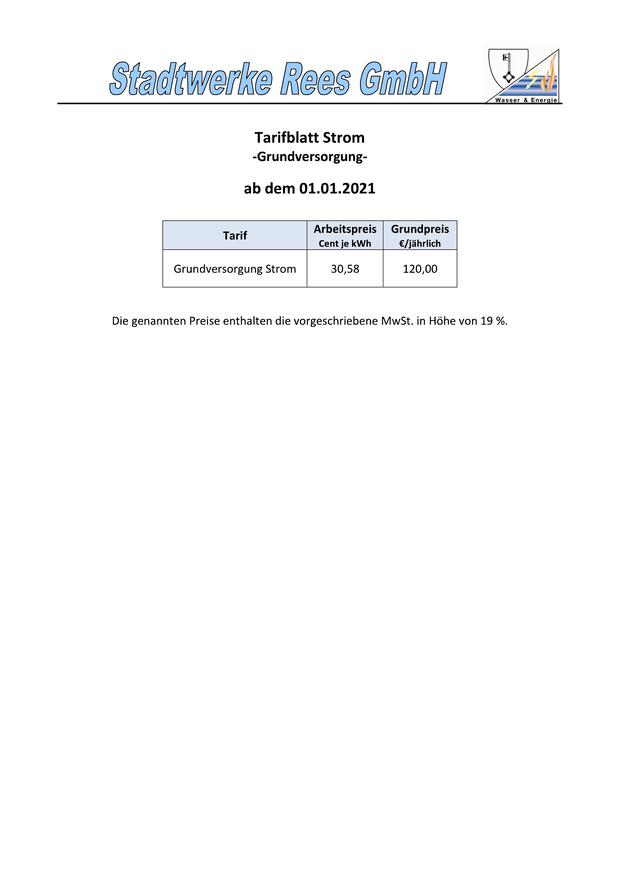 Stadtwerke Rees GmbH
Wasser & Energie
Tarifblatt Strom
-Grundversorgung-
ab dem 01.01.2021
Tarif Arbeitspreis Grundpreis
Cent je kWh €/jährlich
Grundversorgung Strom 30,58 120,00
Die genannten Preise enthalten die vorgeschriebene MwSt. in Höhe von 19 %.